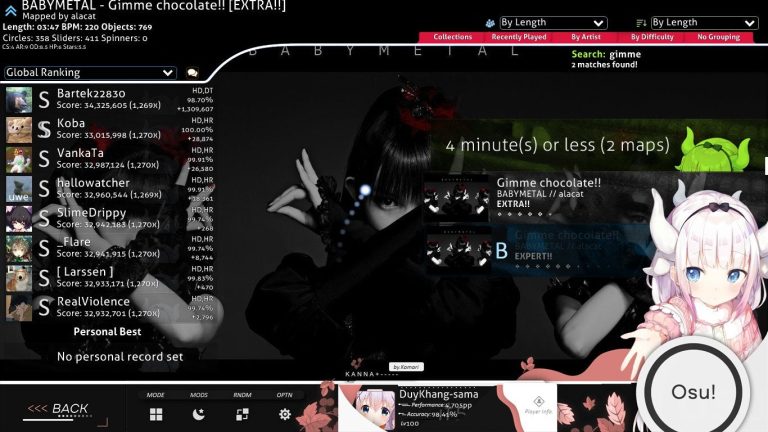 BABYMETAL - Gimme chocolate!! [EXTRA!!]
Mapped by alacat
Length: 03:47 BPM: 220 Objects: 769
Circles: 358 Sliders: 411 Spinners: 0
CS:4 AR:9 OD:8.5 HP:6 Stars:5.5
By Length
By Length
Collections
Recently Played
By Artist
By Difficulty
No Grouping
BABYMETAL
Search: gimme
2 matches found!
Global Ranking
Bartek22830
Score: 34,325,605 (1,269x)
HD,DT
98.70%
+1,309,607
Koba
Score: 33,015,998 (1,270x)
HD,HR
100.00%
+28,874
VankaTa
Score: 32,987,124 (1,270x)
HD,HR
99.91%
+26,580
uwe
hallowatcher
Score: 32,960,544 (1,269x)
HD,HR
99.91%
+18,361
SlimeDrippy
Score: 32,942,183 (1,270x)
HD,HR
99.74%
+268
_Flare
Score: 32,941,915 (1,270x)
HD,HR
99.74%
+8,744
[ Larssen ]
Score: 32,933,171 (1,270x)
HD,HR
99.83%
+470
RealViolence
Score: 32,932,701 (1,270x)
HD,HR
99.74%
+2,796
Personal Best
No personal record set
4 minute(s) or less (2 maps)
Gimme chocolate!!
BABYMETAL // alacat
EXTRA!!
B
Gimme chocolate!!
BABYMETAL // alacat
EXPERT!!
KANNA+-----
by.Kamari
<<< BACK
MODE
MODS
RNDM
OPTN
DuyKhang-sama
Performance: 4,705pp
Accuracy: 98.41%
Lv100
Player Info.
Osu!